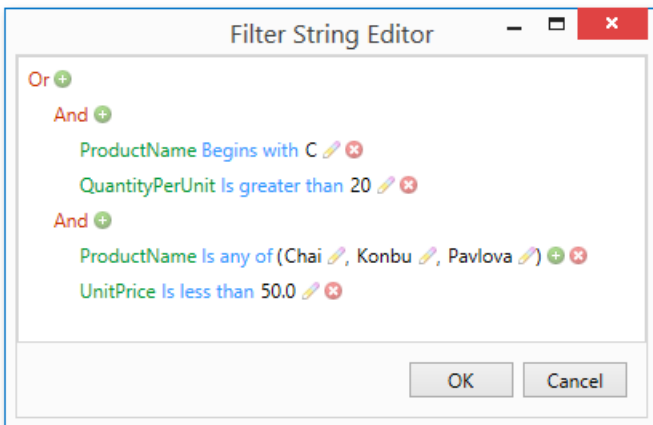 Filter String Editor
Or
And
ProductName Begins with C
QuantityPerUnit Is greater than 20
And
ProductName Is any of (Chai , Konbu , Pavlova )
UnitPrice Is less than 50.0
OK Cancel